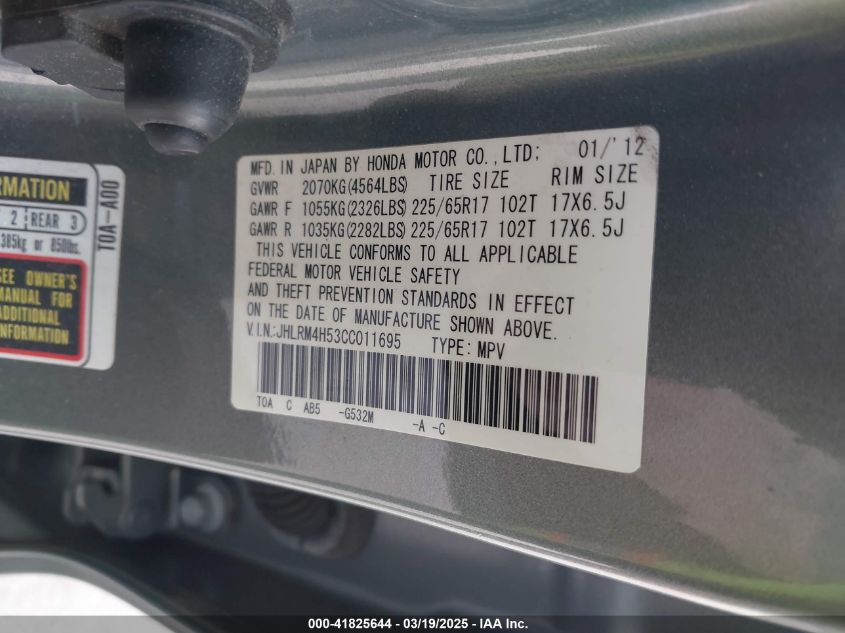 RMATION
2 REAR 3
385kg or 850lbs.
SEE OWNER'S
MANUAL FOR
ADDITIONAL
INFORMATION
T0A-A00
MFD. IN JAPAN BY HONDA MOTOR CO., LTD; 01/'12
GVWR 2070KG(4564LBS) TIRE SIZE RIM SIZE
GAWR F 1055KG(2326LBS) 225/65R17 102T 17X6.5J
GAWR R 1035KG(2282LBS) 225/65R17 102T 17X6.5J
THIS VEHICLE CONFORMS TO ALL APPLICABLE
FEDERAL MOTOR VEHICLE SAFETY
AND THEFT PREVENTION STANDARDS IN EFFECT
ON THE DATE OF MANUFACTURE SHOWN ABOVE.
V.I.N.:JHLRM4H53CC011695 TYPE: MPV
T0A C AB5 -G532M -A -C
000-41825644 — 03/19/2025 — IAA Inc.